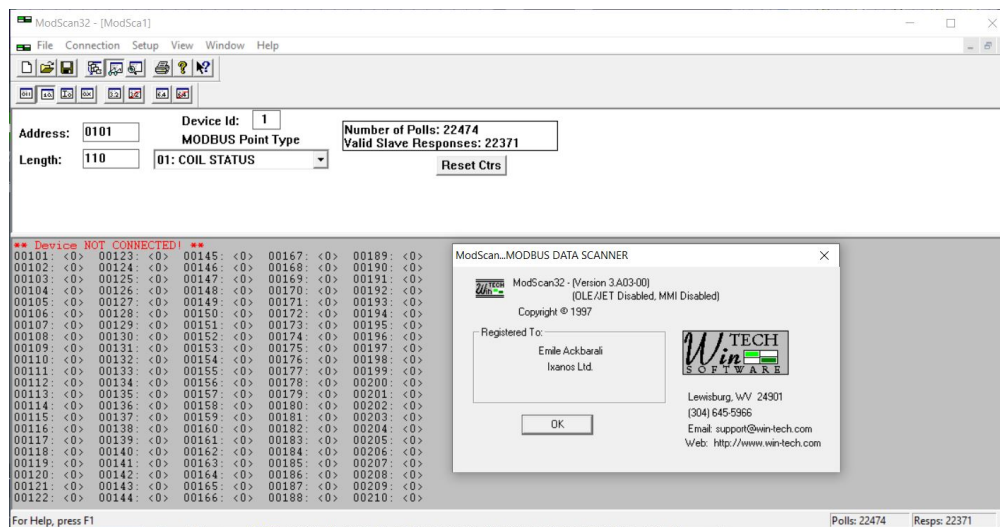 ModScan32 - [ModSca1]
File Connection Setup View Window Help
Address: 0101
Device Id: 1
MODBUS Point Type
Length: 110
01: COIL STATUS
Number of Polls: 22474
Valid Slave Responses: 22371
Reset Ctrs
** Device NOT CONNECTED! **
00101: <0> 00123: <0> 00145: <0> 00167: <0> 00189: <0>
00102: <0> 00124: <0> 00146: <0> 00168: <0> 00190: <0>
00103: <0> 00125: <0> 00147: <0> 00169: <0> 00191: <0>
00104: <0> 00126: <0> 00148: <0> 00170: <0> 00192: <0>
00105: <0> 00127: <0> 00149: <0> 00171: <0> 00193: <0>
00106: <0> 00128: <0> 00150: <0> 00172: <0> 00194: <0>
00107: <0> 00129: <0> 00151: <0> 00173: <0> 00195: <0>
00108: <0> 00130: <0> 00152: <0> 00174: <0> 00196: <0>
00109: <0> 00131: <0> 00153: <0> 00175: <0> 00197: <0>
00110: <0> 00132: <0> 00154: <0> 00176: <0> 00198: <0>
00111: <0> 00133: <0> 00155: <0> 00177: <0> 00199: <0>
00112: <0> 00134: <0> 00156: <0> 00178: <0> 00200: <0>
00113: <0> 00135: <0> 00157: <0> 00179: <0> 00201: <0>
00114: <0> 00136: <0> 00158: <0> 00180: <0> 00202: <0>
00115: <0> 00137: <0> 00159: <0> 00181: <0> 00203: <0>
00116: <0> 00138: <0> 00160: <0> 00182: <0> 00204: <0>
00117: <0> 00139: <0> 00161: <0> 00183: <0> 00205: <0>
00118: <0> 00140: <0> 00162: <0> 00184: <0> 00206: <0>
00119: <0> 00141: <0> 00163: <0> 00185: <0> 00207: <0>
00120: <0> 00142: <0> 00164: <0> 00186: <0> 00208: <0>
00121: <0> 00143: <0> 00165: <0> 00187: <0> 00209: <0>
00122: <0> 00144: <0> 00166: <0> 00188: <0> 00210: <0>
ModScan...MODBUS DATA SCANNER
ModScan32 - (Version 3.A03-00)
(OLE/JET Disabled, MMI Disabled)
Copyright © 1997
Registered To:
Emile Ackbarali
Ixanos Ltd.
OK
WinTECH
SOFTWARE
Lewisburg, WV 24901
(304) 645-5966
Email: support@win-tech.com
Web: http://www.win-tech.com
For Help, press F1
Polls: 22474
Resps: 22371